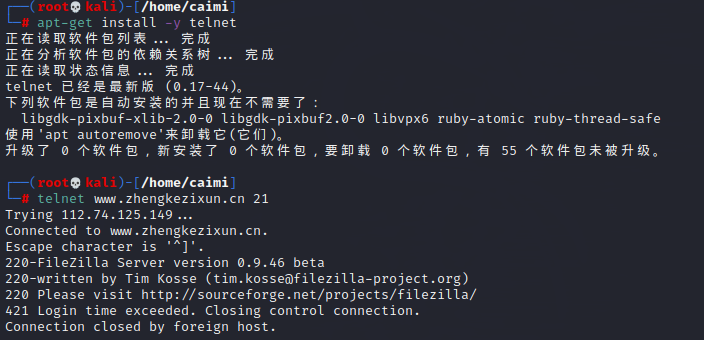 ┌──(root💀kali)-[/home/caimi]
└─# apt-get install -y telnet
正在读取软件包列表... 完成
正在分析软件包的依赖关系树... 完成
正在读取状态信息... 完成
telnet 已经是最新版 (0.17-44)。
下列软件包是自动安装的并且现在不需要了：
  libgdk-pixbuf-xlib-2.0-0 libgdk-pixbuf2.0-0 libvpx6 ruby-atomic ruby-thread-safe
使用'apt autoremove'来卸载它(它们)。
升级了 0 个软件包，新安装了 0 个软件包，要卸载 0 个软件包，有 55 个软件包未被升级。
┌──(root💀kali)-[/home/caimi]
└─# telnet www.zhengkezixun.cn 21
Trying 112.74.125.149...
Connected to www.zhengkezixun.cn.
Escape character is '^]'.
220-FileZilla Server version 0.9.46 beta
220-written by Tim Kosse (tim.kosse@filezilla-project.org)
220 Please visit http://sourceforge.net/projects/filezilla/
421 Login time exceeded. Closing control connection.
Connection closed by foreign host.